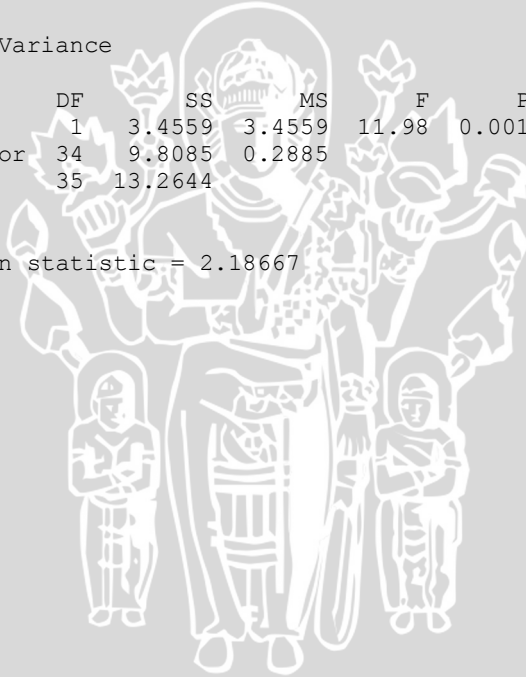 Variance
DF SS MS F P
1 3.4559 3.4559 11.98 0.001
or 34 9.8085 0.2885
35 13.2644
n statistic = 2.18667